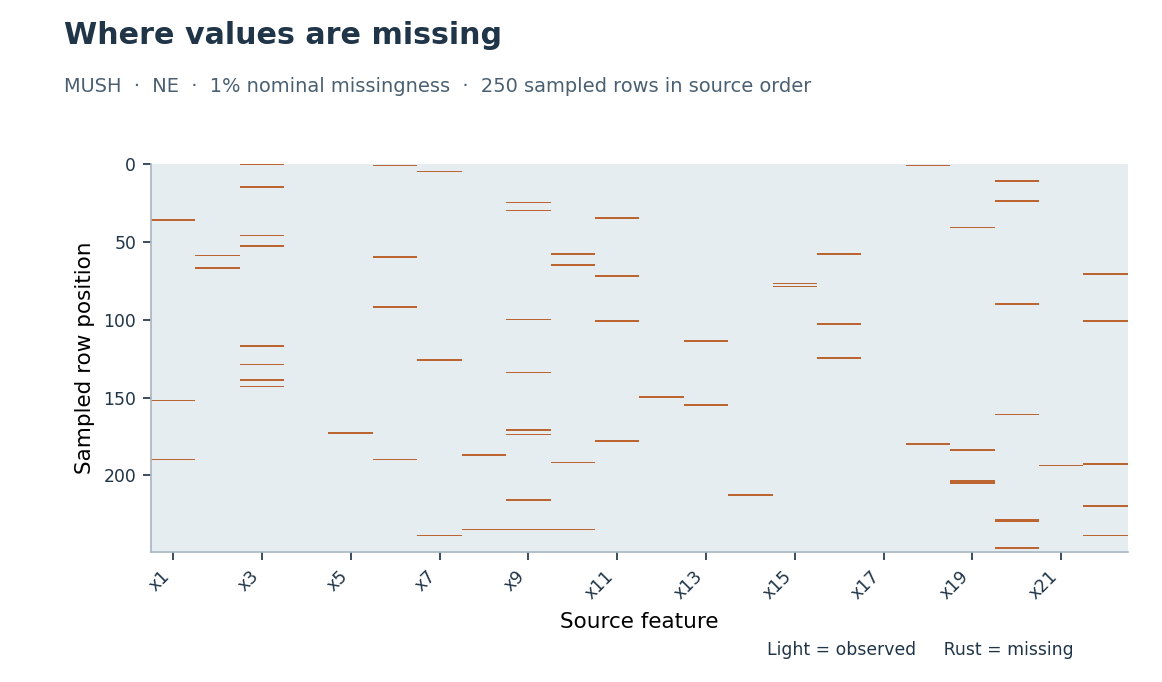 Where values are missing
MUSH · NE · 1% nominal missingness · 250 sampled rows in source order
0
50
100
150
200
Sampled row position
x1 x3 x5 x7 x9 x11 x13 x15 x17 x19 x21
Source feature
Light = observed Rust = missing